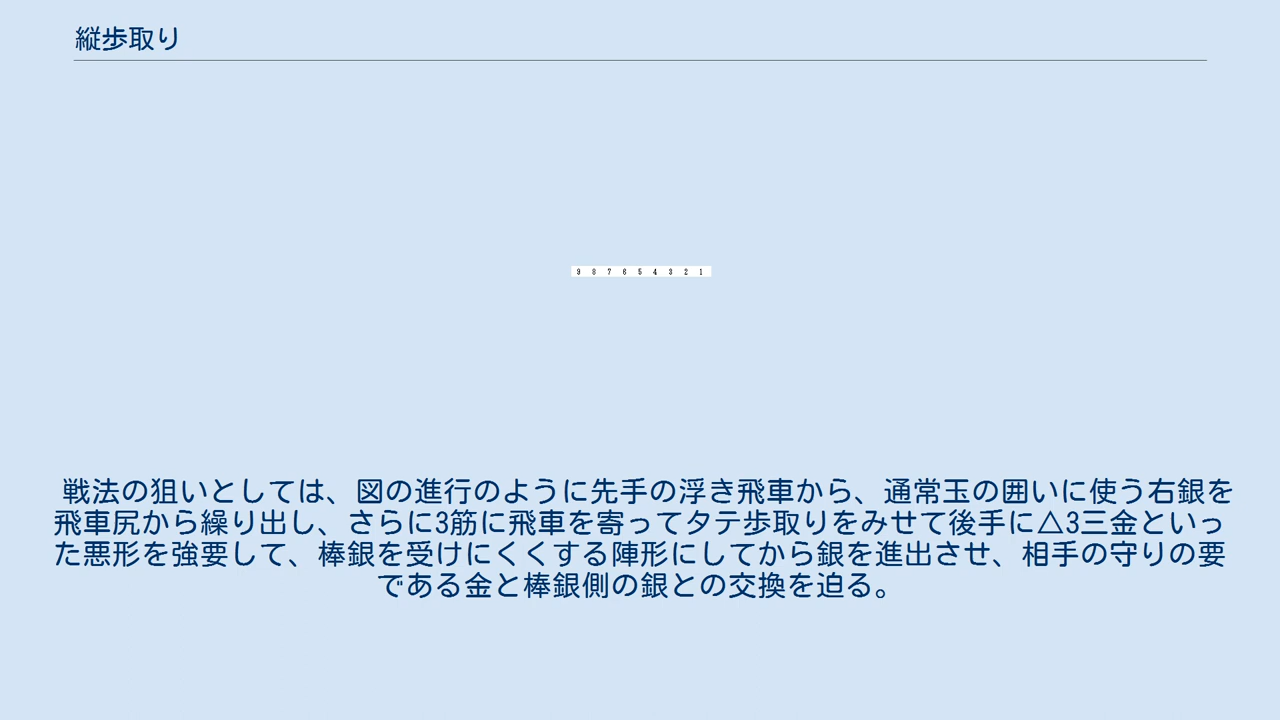 縦歩取り
9 8 7 6 5 4 3 2 1
戦法の狙いとしては、図の進行のように先手の浮き飛車から、通常玉の囲いに使う右銀を
飛車尻から繰り出し、さらに3筋に飛車を寄ってタテ歩取りをみせて後手に△3三金といっ
た悪形を強要して、棒銀を受けにくくする陣形にしてから銀を進出させ、相手の守りの要
である金と棒銀側の銀との交換を迫る。